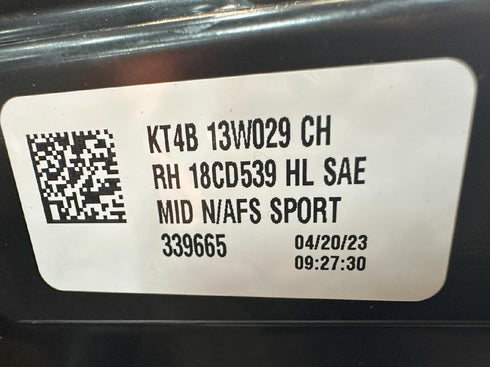 KT4B 13W029 CH
RH 18CD539 HL SAE
MID N/AFS SPORT
339665 04/20/23
09:27:30